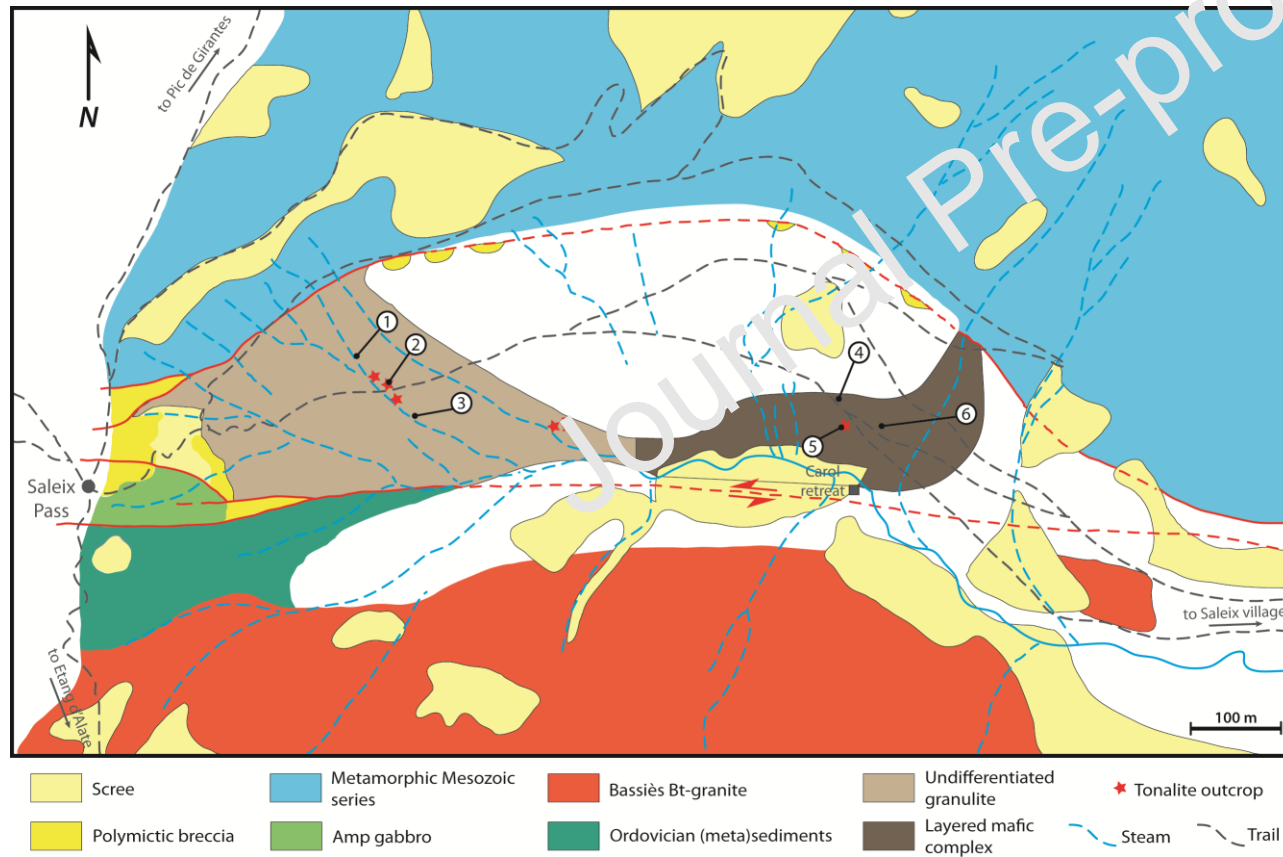 to Pic de Girantes
N
Journal Pre-pro
1
2
3
4
5
6
Saleix
Pass
Carol
retreat
to Saleix village
to Etang d'Alate
100 m
Scree
Metamorphic Mesozoic
series
Bassiès Bt-granite
Undifferentiated
granulite
Tonalite outcrop
Polymictic breccia
Amp gabbro
Ordovician (meta)sediments
Layered mafic
complex
Steam
Trail